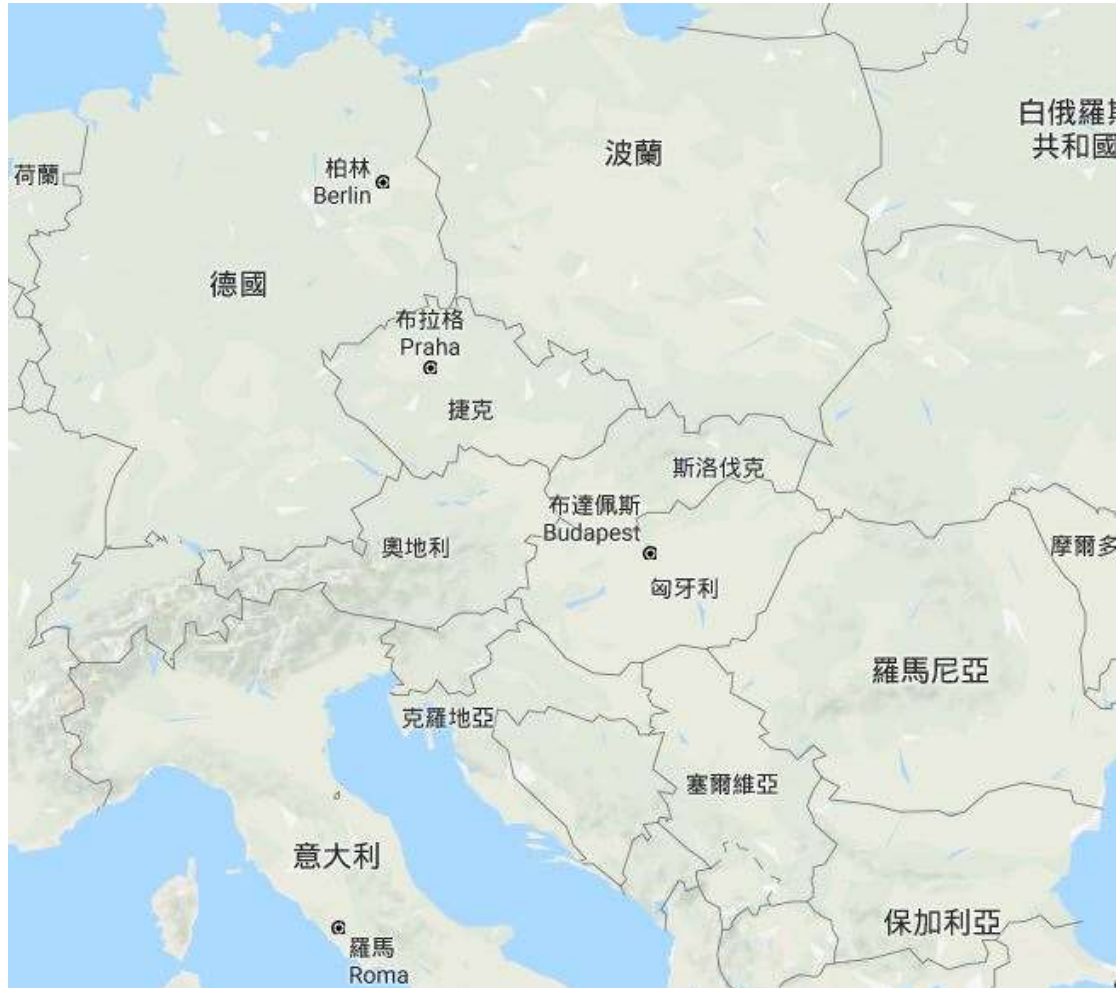 白俄羅斯
共和國
波蘭
荷蘭
柏林
Berlin
德國
布拉格
Praha
捷克
斯洛伐克
布達佩斯
Budapest
奧地利
摩爾多
匈牙利
羅馬尼亞
克羅地亞
塞爾維亞
意大利
保加利亞
羅馬
Roma